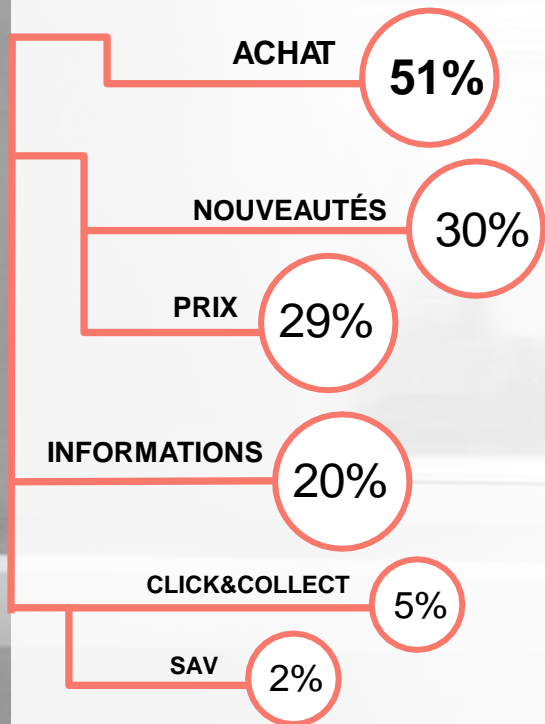 ACHAT
51%
NOUVEAUTÉS
30%
PRIX
29%
INFORMATIONS
20%
CLICK&COLLECT
5%
SAV
2%